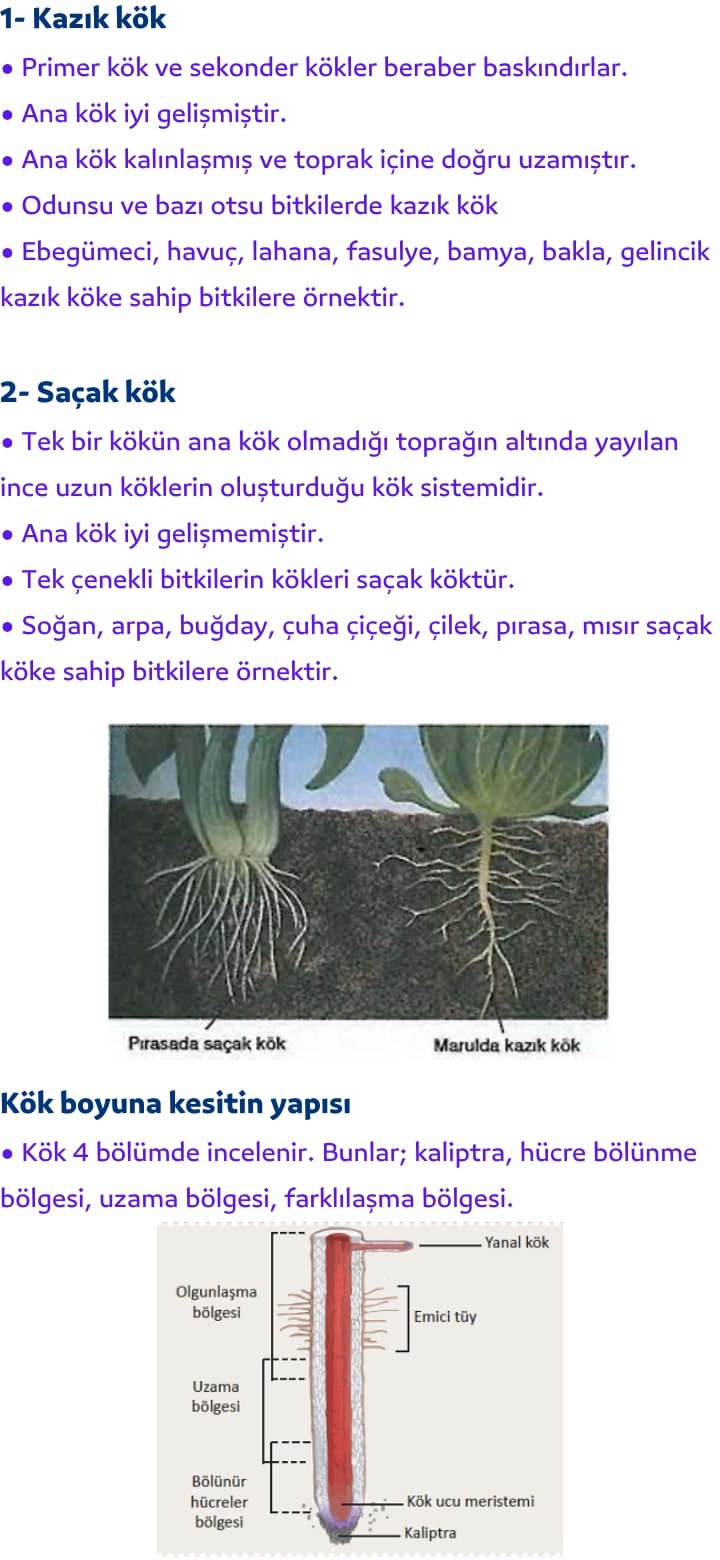 1- Kazık kök
• Primer kök ve sekonder kökler beraber baskındırlar.
• Ana kök iyi gelişmiştir.
• Ana kök kalınlaşmış ve toprak içine doğru uzamıştır.
• Odunsu ve bazı otsu bitkilerde kazık kök
• Ebegümeci, havuç, lahana, fasulye, bamya, bakla, gelincik
kazık köke sahip bitkilere örnektir.
2- Saçak kök
• Tek bir kökün ana kök olmadığı toprağın altında yayılan
ince uzun köklerin oluşturduğu kök sistemidir.
• Ana kök iyi gelişmemiştir.
• Tek çenekli bitkilerin kökleri saçak köktür.
• Soğan, arpa, buğday, çuha çiçeği, çilek, pırasa, mısır saçak
köke sahip bitkilere örnektir.
Pırasada saçak kök
Marulda kazık kök
Kök boyuna kesitin yapısı
• Kök 4 bölümde incelenir. Bunlar; kaliptra, hücre bölünme
bölgesi, uzama bölgesi, farklılaşma bölgesi.
Yanal kök
Olgunlaşma
bölgesi
Emici tüy
Uzama
bölgesi
Bölünür
hücreler
bölgesi
Kök ucu meristemi
Kaliptra